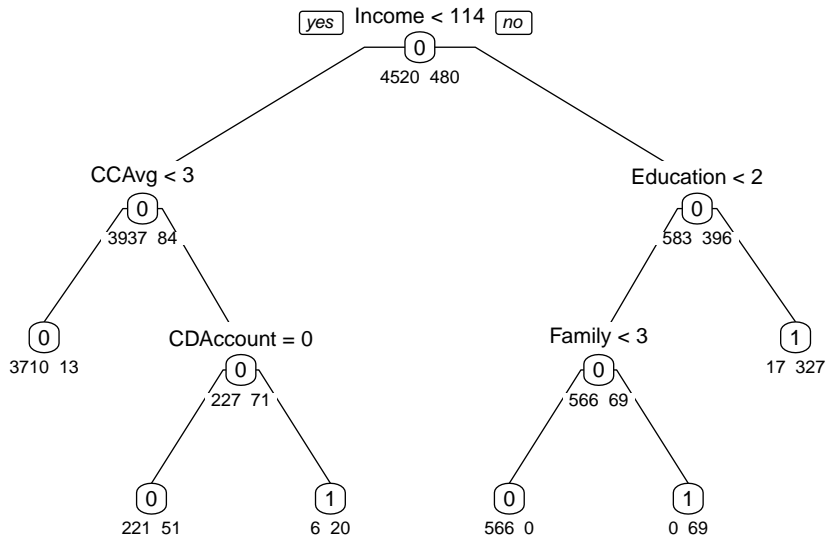 yes Income < 114 no
0
4520 480
CCAvg < 3 Education < 2
0 0
3937 84 583 396
0 CDAccount = 0 Family < 3 1
3710 13 0 0 17 327
227 71 566 69
0 1 0 1
221 51 6 20 566 0 0 69